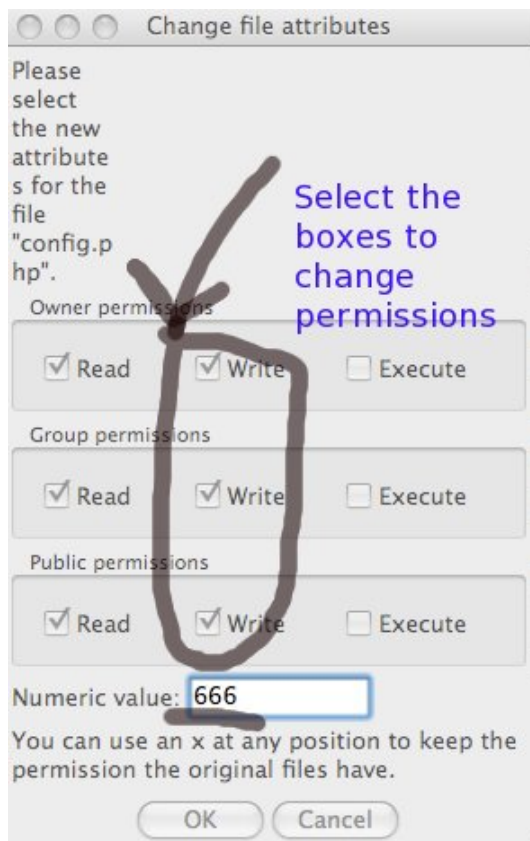 Change file attributes
Please
select
the new
attribute
s for the
file
"config.p
hp".
Select the
boxes to
change
permissions
Owner permissions
Read Write Execute
Group permissions
Read Write Execute
Public permissions
Read Write Execute
Numeric value: 666
You can use an x at any position to keep the
permission the original files have.
OK Cancel